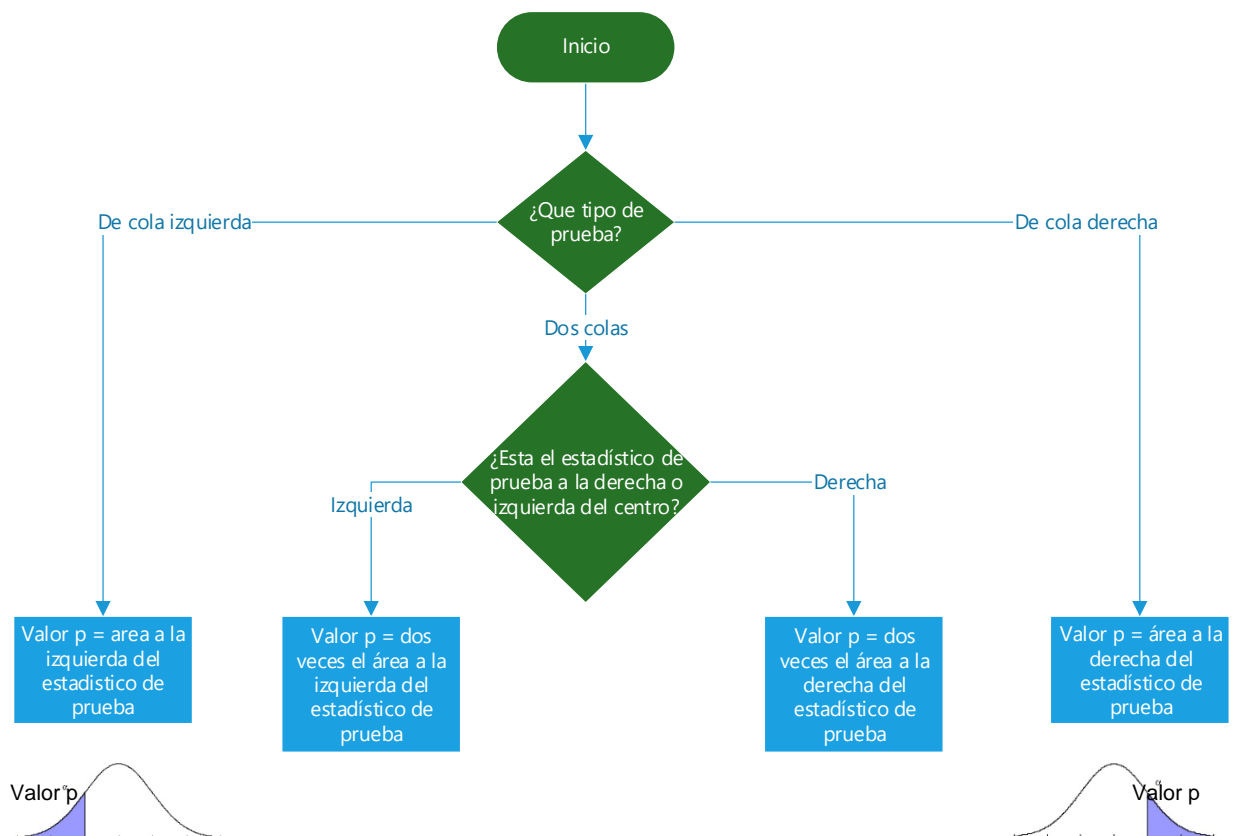 Inicio
¿Que tipo de
prueba?
De cola izquierda
De cola derecha
Dos colas
¿Esta el estadístico de
prueba a la derecha o
izquierda del centro?
Izquierda
Derecha
Valor p = area a la
izquierda del
estadistico de
prueba
Valor p = dos
veces el área a la
izquierda del
estadístico de
prueba
Valor p = dos
veces el área a la
derecha del
estadístico de
prueba
Valor p = área a la
derecha del
estadístico de
prueba
Valor p
α
Valor p
α